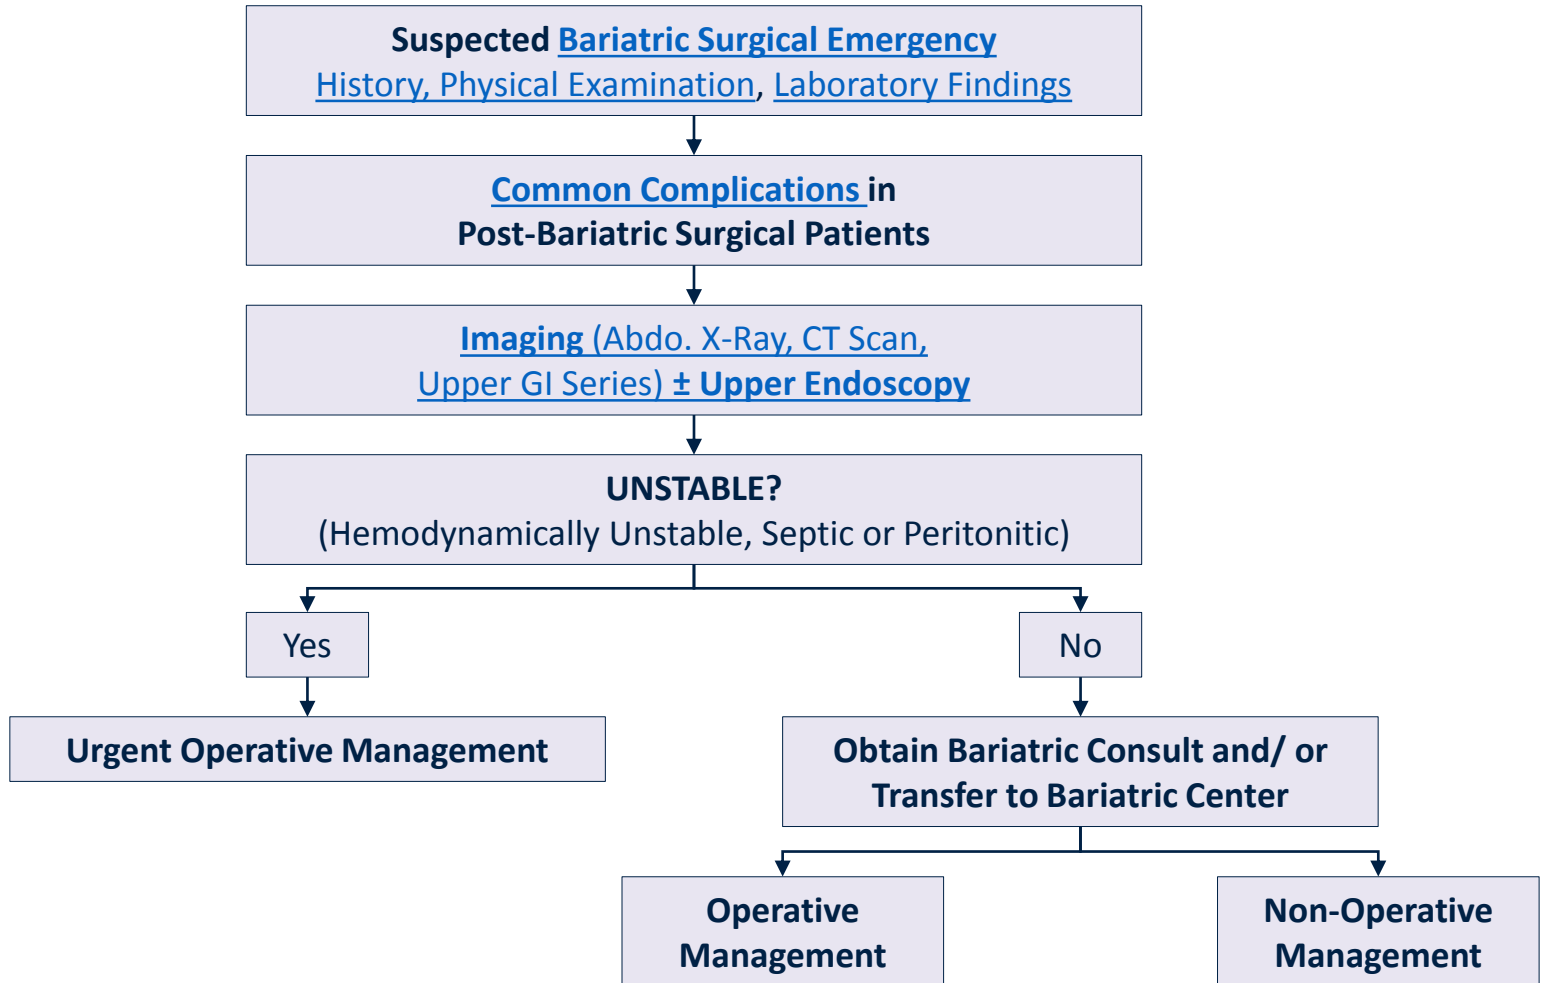 Suspected Bariatric Surgical Emergency
History, Physical Examination, Laboratory Findings
Common Complications in
Post-Bariatric Surgical Patients
Imaging (Abdo. X-Ray, CT Scan,
Upper GI Series) ± Upper Endoscopy
UNSTABLE?
(Hemodynamically Unstable, Septic or Peritonitic)
Yes
No
Urgent Operative Management
Obtain Bariatric Consult and/ or
Transfer to Bariatric Center
Operative
Management
Non-Operative
Management